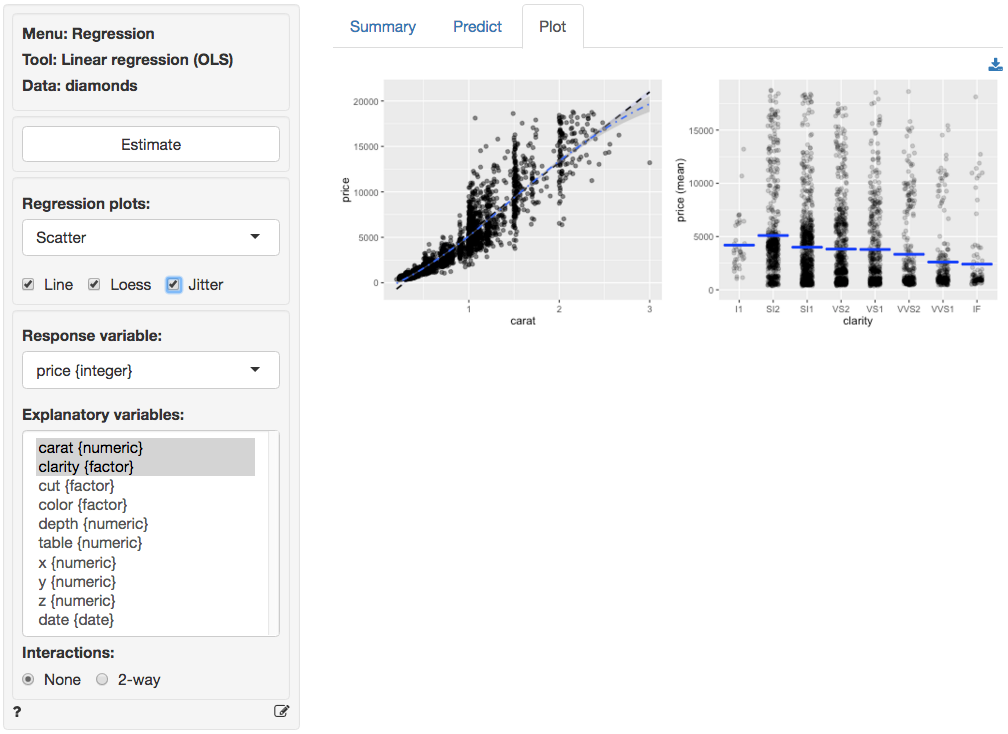 Menu: Regression
Tool: Linear regression (OLS)
Data: diamonds
Estimate
Regression plots:
Scatter
Line Loess Jitter
Response variable:
price {integer}
Explanatory variables:
carat {numeric}
clarity {factor}
cut {factor}
color {factor}
depth {numeric}
table {numeric}
x {numeric}
y {numeric}
z {numeric}
date {date}
Interactions:
None 2-way
?
Summary Predict Plot
20000
15000
10000
5000
0
price
1 2 3
carat
15000
10000
5000
0
price (mean)
I1 SI2 SI1 VS2 VS1 VVS2 VVS1 IF
clarity